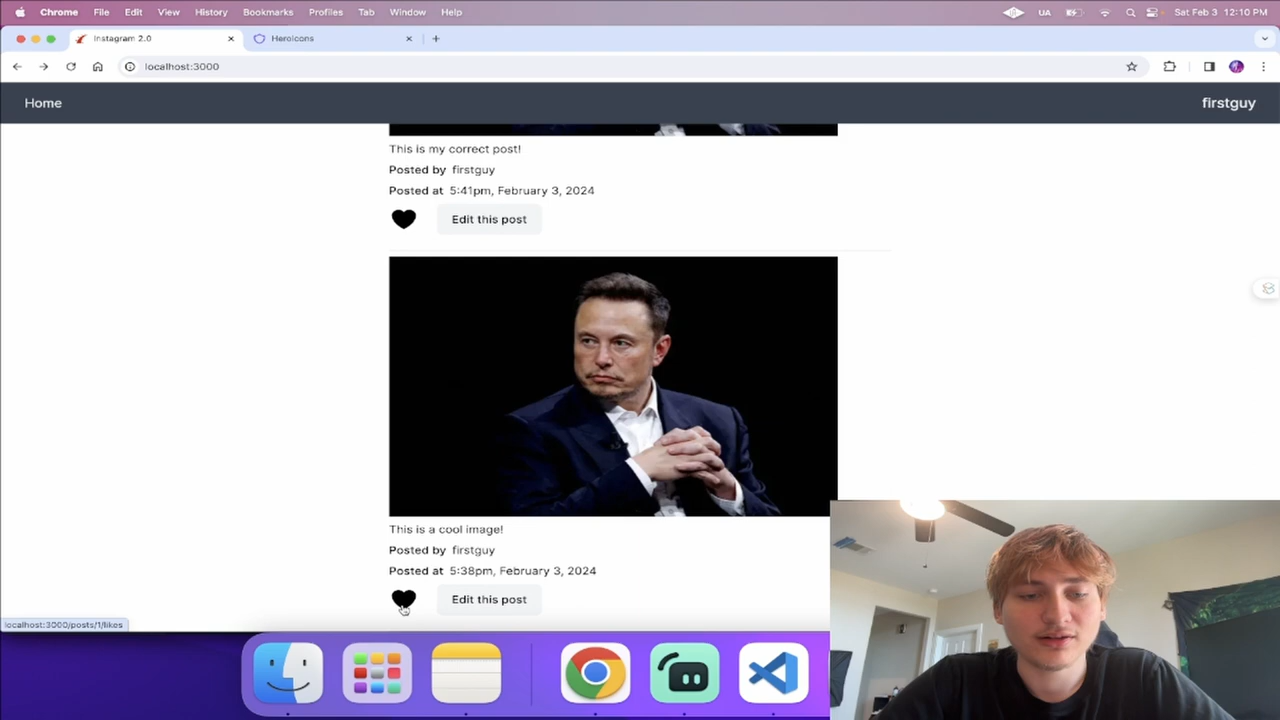 Chrome File Edit View History Bookmarks Profiles Tab Window Help UA Sat Feb 3 12:10 PM
Instagram 2.0 Heroicons
localhost:3000
Home firstguy
This is my correct post!
Posted by firstguy
Posted at 5:41pm, February 3, 2024
Edit this post
This is a cool image!
Posted by firstguy
Posted at 5:38pm, February 3, 2024
Edit this post
localhost:3000/posts/1/likes